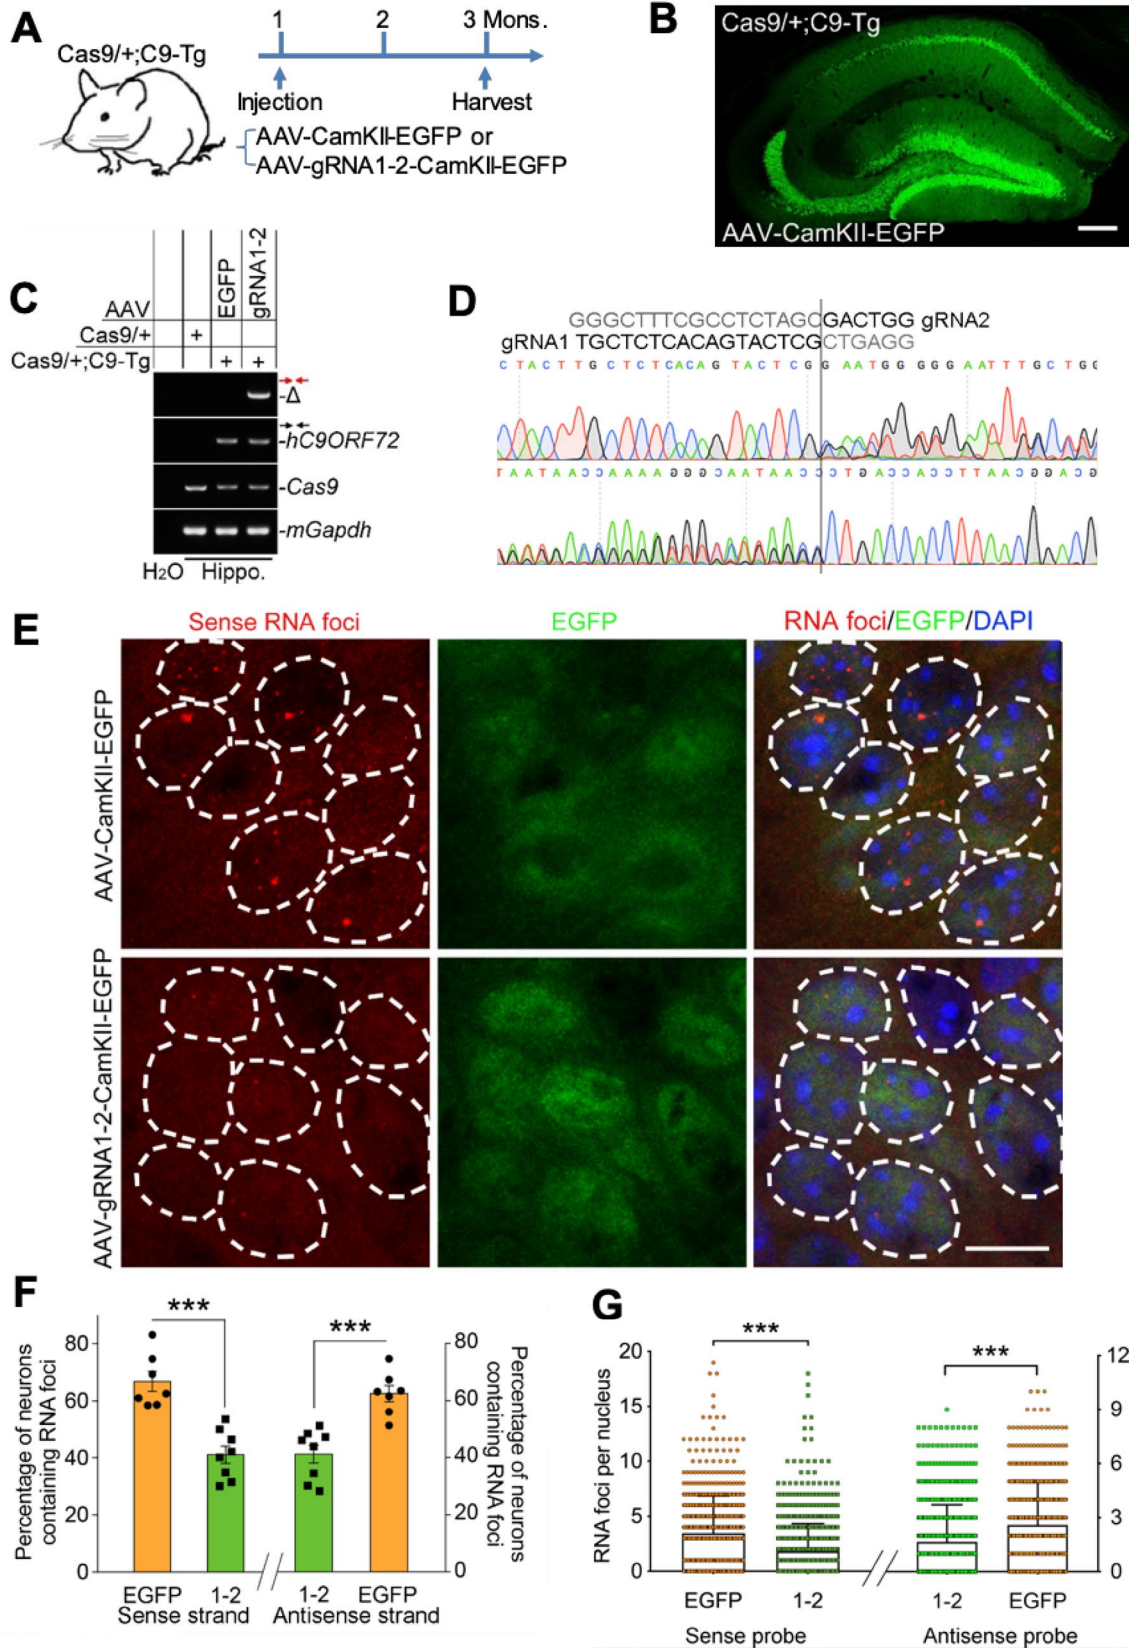 A
1 2 3 Mons.
Cas9/+;C9-Tg
Injection Harvest
AAV-CamKII-EGFP or
AAV-gRNA1-2-CamKII-EGFP
B
Cas9/+;C9-Tg
AAV-CamKII-EGFP
C
AAV EGFP gRNA1-2
Cas9/+ +
Cas9/+;C9-Tg + +
-Δ
-hC9ORF72
-Cas9
-mGapdh
H2O Hippo.
D
GGGCTTTCGCCTCTAGCGACTGG gRNA2
gRNA1 TGCTCTCACAGTACTCGCTGAGG
C T A C T T G C T C T C A C A G T A C T C G G A A T G G G G G A A T T T G C T G G
T A A T A A C C A A A A A G G G C A A T A A C C C T G A C C A C C T T A A C G G A C G
E
Sense RNA foci EGFP RNA foci/EGFP/DAPI
AAV-CamKII-EGFP
AAV-gRNA1-2-CamKII-EGFP
F
Percentage of neurons
containing RNA foci
80
60
40
20
0
***
***
80
60
40
20
0
Percentage of neurons
containing RNA foci
EGFP 1-2 1-2 EGFP
Sense strand Antisense strand
G
RNA foci per nucleus
20
15
10
5
0
***
***
12
9
6
3
0
EGFP 1-2 1-2 EGFP
Sense probe Antisense probe